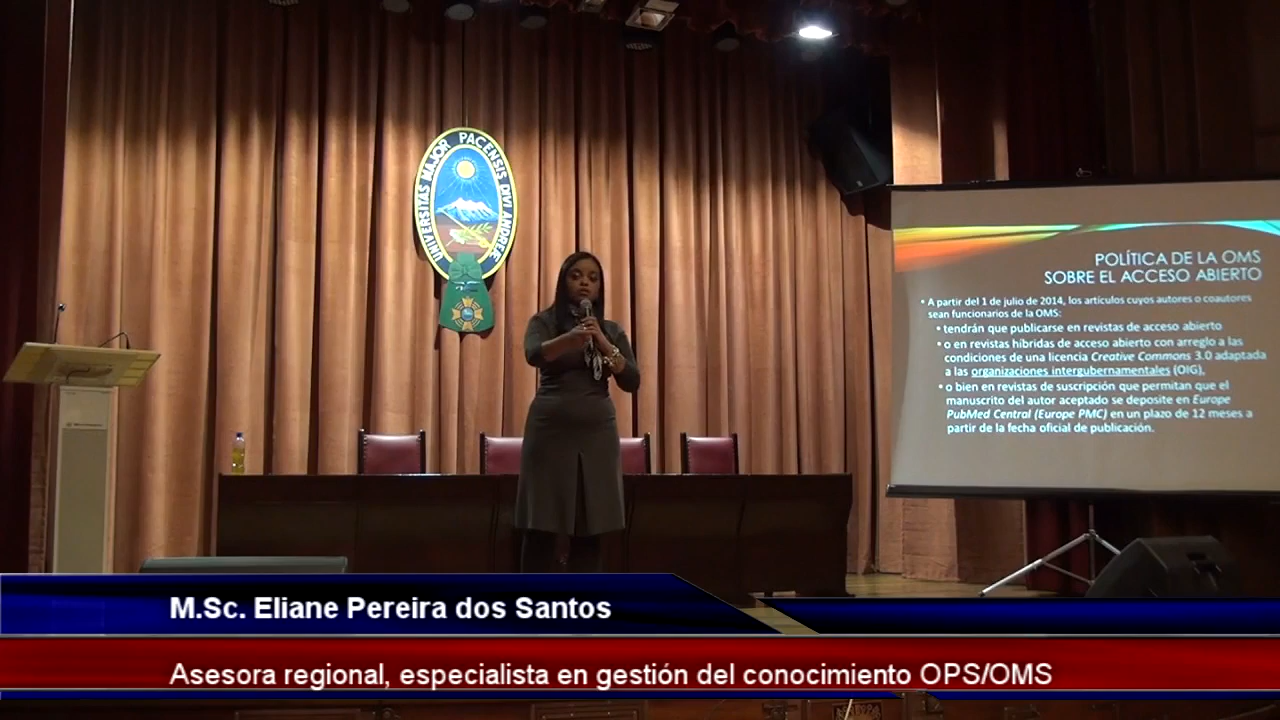 UNIVERSITAS MAJOR PACENSIS DIVI ANDREÆ
POLÍTICA DE LA OMS
SOBRE EL ACCESO ABIERTO
• A partir del 1 de julio de 2014, los artículos cuyos autores o coautores
sean funcionarios de la OMS:
• tendrán que publicarse en revistas de acceso abierto
• o en revistas híbridas de acceso abierto con arreglo a las
condiciones de una licencia Creative Commons 3.0 adaptada
a las organizaciones intergubernamentales (OIG),
• o bien en revistas de suscripción que permitan que el
manuscrito del autor aceptado se deposite en Europe
PubMed Central (Europe PMC) en un plazo de 12 meses a
partir de la fecha oficial de publicación.
M.Sc. Eliane Pereira dos Santos
Asesora regional, especialista en gestión del conocimiento OPS/OMS